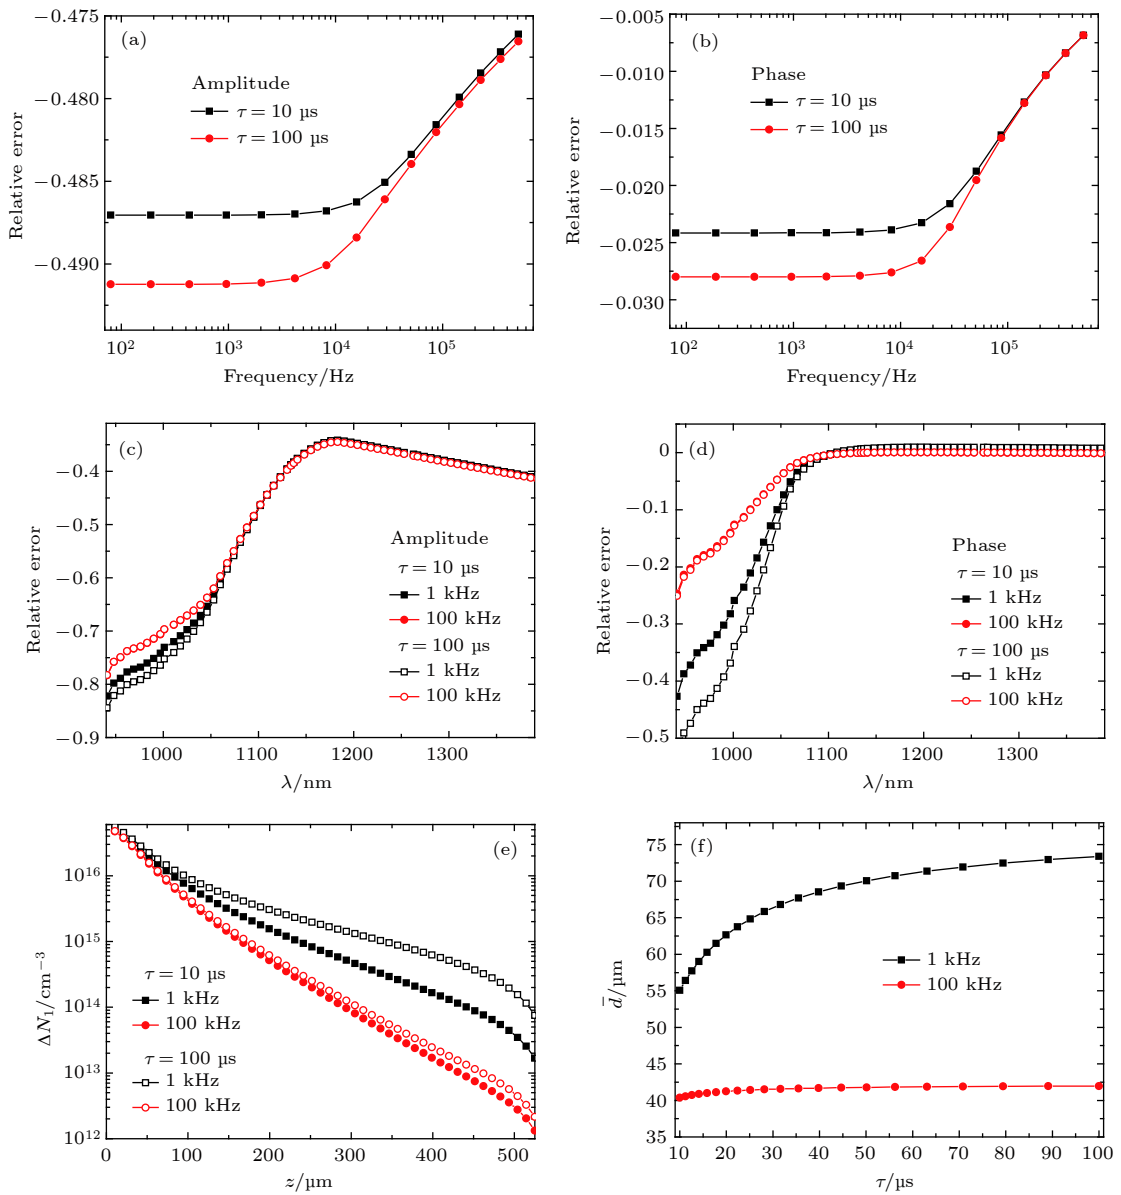 (a)
Amplitude
τ = 10 µs
τ = 100 µs
−0.475
−0.480
−0.485
−0.490
Relative error
10² 10³ 10⁴ 10⁵
Frequency/Hz
(b)
Phase
τ = 10 µs
τ = 100 µs
−0.005
−0.010
−0.015
−0.020
−0.025
−0.030
Relative error
10² 10³ 10⁴ 10⁵
Frequency/Hz
(c)
Amplitude
τ = 10 µs
1 kHz
100 kHz
τ = 100 µs
1 kHz
100 kHz
−0.4
−0.5
−0.6
−0.7
−0.8
−0.9
Relative error
1000 1100 1200 1300
λ/nm
(d)
Phase
τ = 10 µs
1 kHz
100 kHz
τ = 100 µs
1 kHz
100 kHz
0
−0.1
−0.2
−0.3
−0.4
−0.5
Relative error
1000 1100 1200 1300
λ/nm
(e)
τ = 10 µs
1 kHz
100 kHz
τ = 100 µs
1 kHz
100 kHz
10¹⁶
10¹⁵
10¹⁴
10¹³
10¹²
ΔN₁/cm⁻³
0 100 200 300 400 500
z/µm
(f)
1 kHz
100 kHz
75
70
65
60
55
50
45
40
35
d̄/µm
10 20 30 40 50 60 70 80 90 100
τ/µs